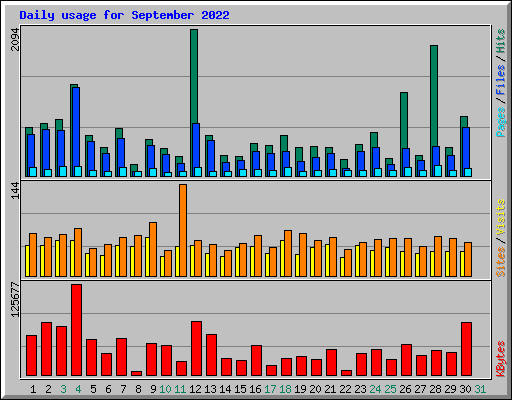 Daily usage for September 2022
2094
Pages / Files / Hits
144
Sites / Visits
125677
KBytes
1 2 3 4 5 6 7 8 9 10 11 12 13 14 15 16 17 18 19 20 21 22 23 24 25 26 27 28 29 30 31